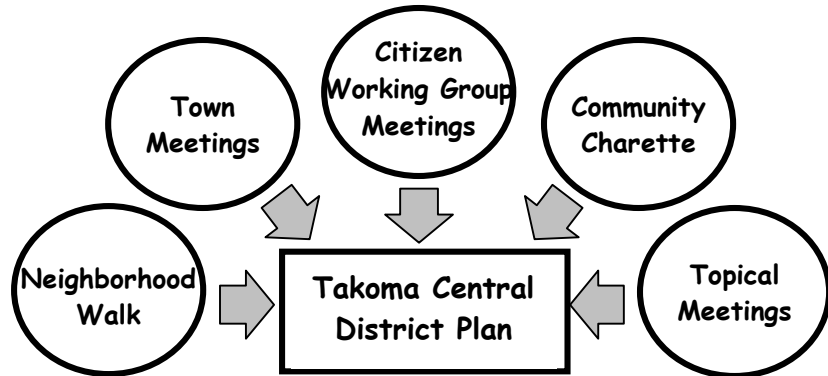 Citizen
Working Group
Meetings
Town
Meetings
Community
Charette
Neighborhood
Walk
Takoma Central
District Plan
Topical
Meetings